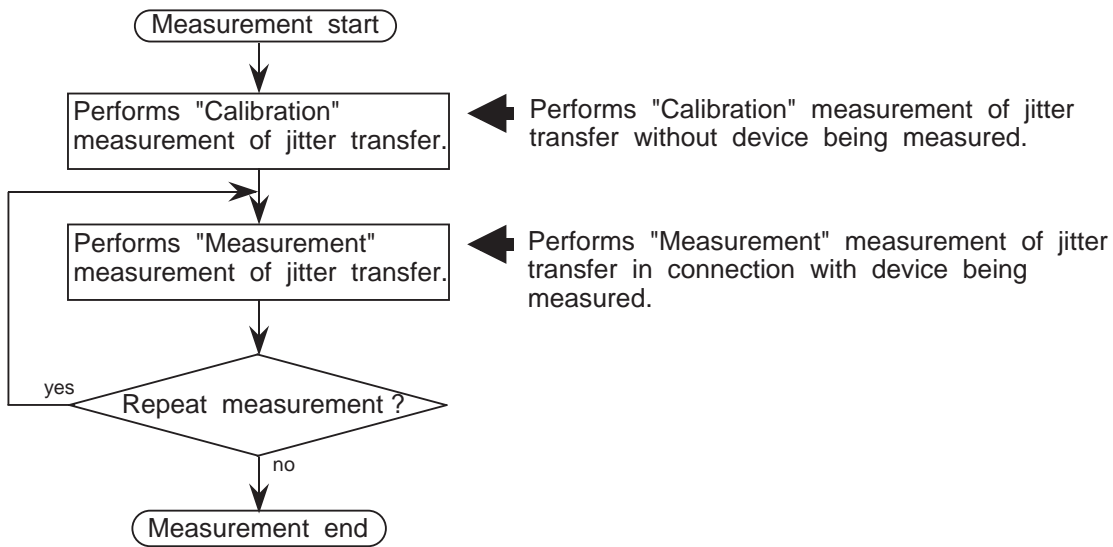 Measurement start
Performs "Calibration"
measurement of jitter transfer.
Performs "Calibration" measurement of jitter
transfer without device being measured.
Performs "Measurement"
measurement of jitter transfer.
Performs "Measurement" measurement of jitter
transfer in connection with device being
measured.
yes
Repeat measurement ?
no
Measurement end